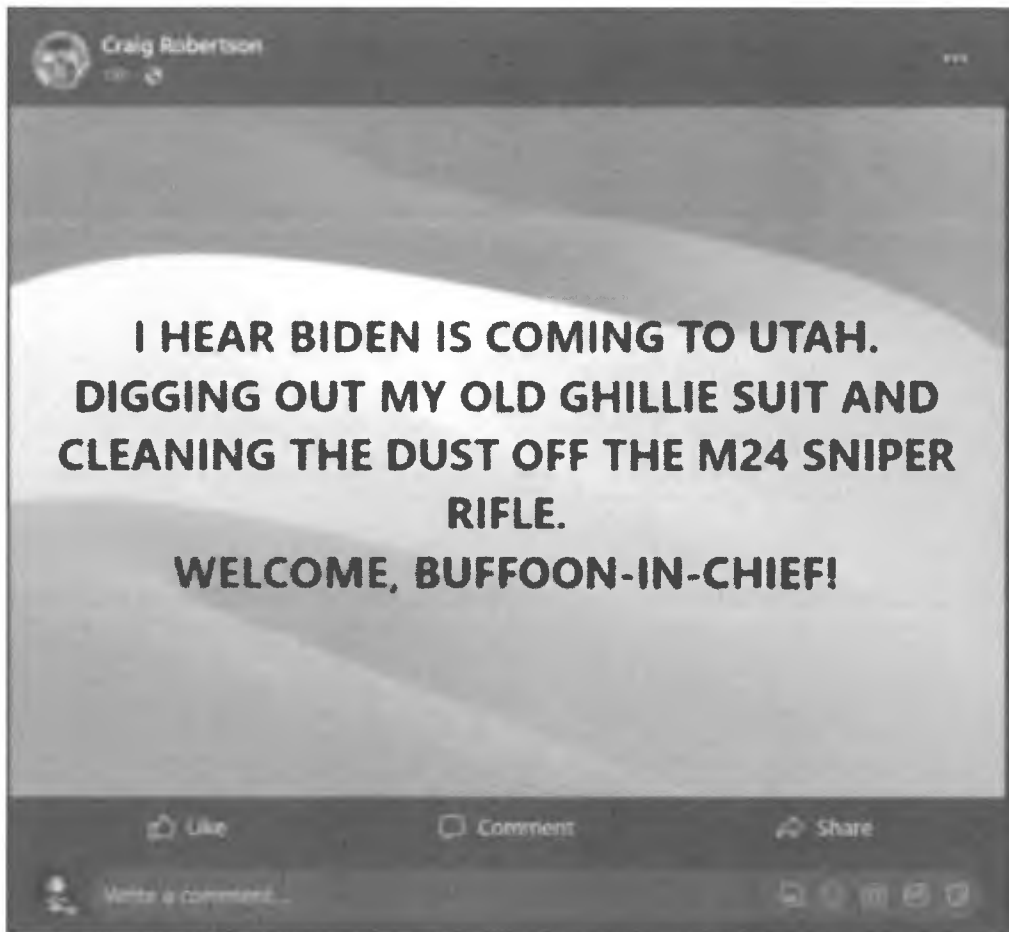 Craig Robertson
I HEAR BIDEN IS COMING TO UTAH.
DIGGING OUT MY OLD GHILLIE SUIT AND
CLEANING THE DUST OFF THE M24 SNIPER
RIFLE.
WELCOME, BUFFOON-IN-CHIEF!
Like Comment Share
Write a comment...